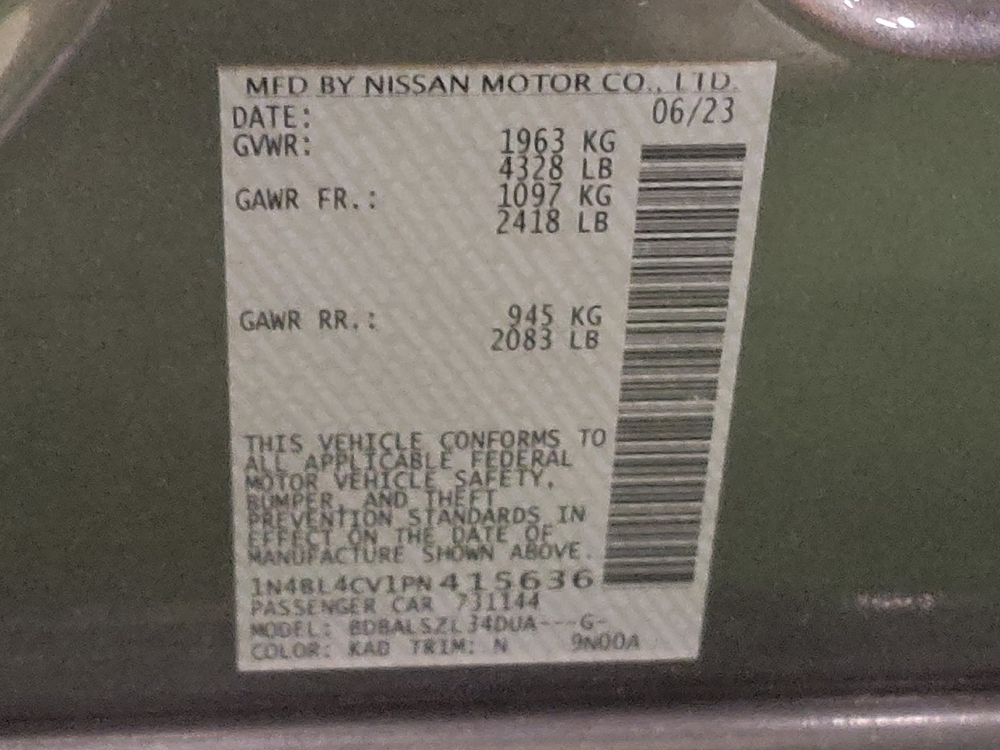 MFD BY NISSAN MOTOR CO., LTD.
DATE: 06/23
GVWR: 1963 KG
4328 LB
GAWR FR.: 1097 KG
2418 LB
GAWR RR.: 945 KG
2083 LB
THIS VEHICLE CONFORMS TO
ALL APPLICABLE FEDERAL
MOTOR VEHICLE SAFETY,
BUMPER, AND THEFT
PREVENTION STANDARDS IN
EFFECT ON THE DATE OF
MANUFACTURE SHOWN ABOVE.
1N4BL4CV1PN415636
PASSENGER CAR 731144
MODEL: BDBALSZL34DUA---G-
COLOR: KAD TRIM: N 9N00A